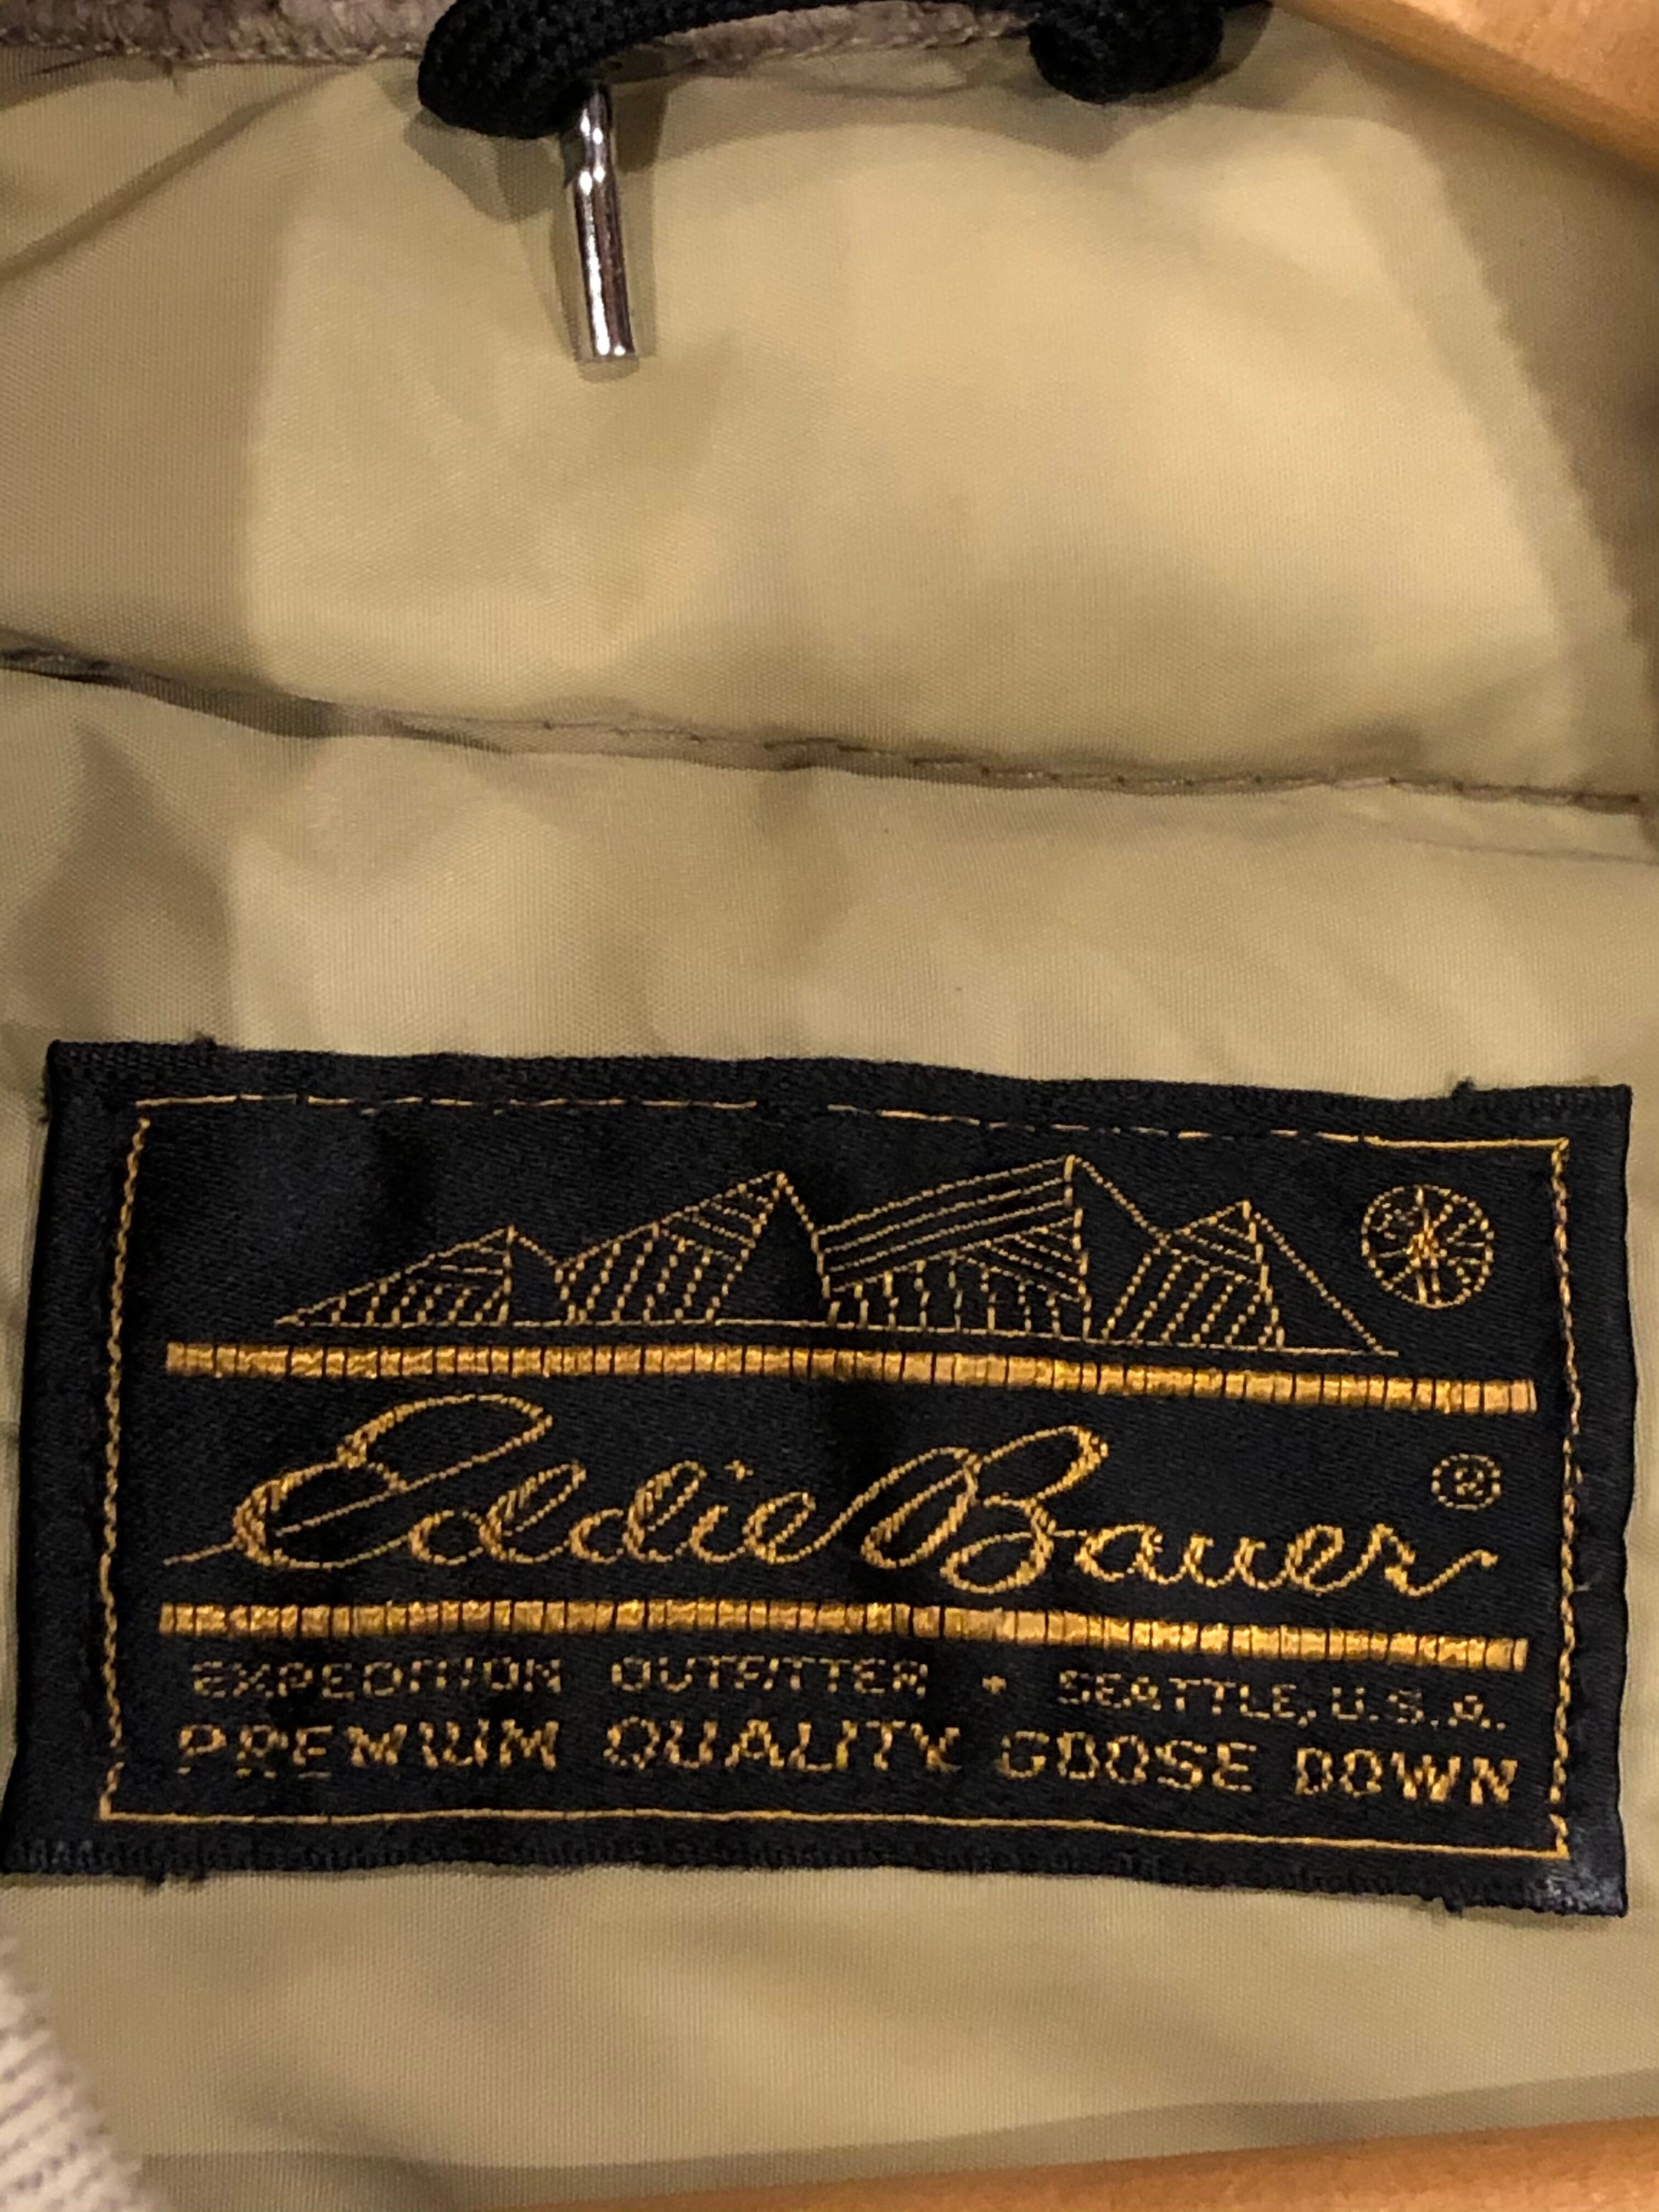 Eddie Bauer ®
EXPEDITION OUTFITTER • SEATTLE, U.S.A.
PREMIUM QUALITY GOOSE DOWN